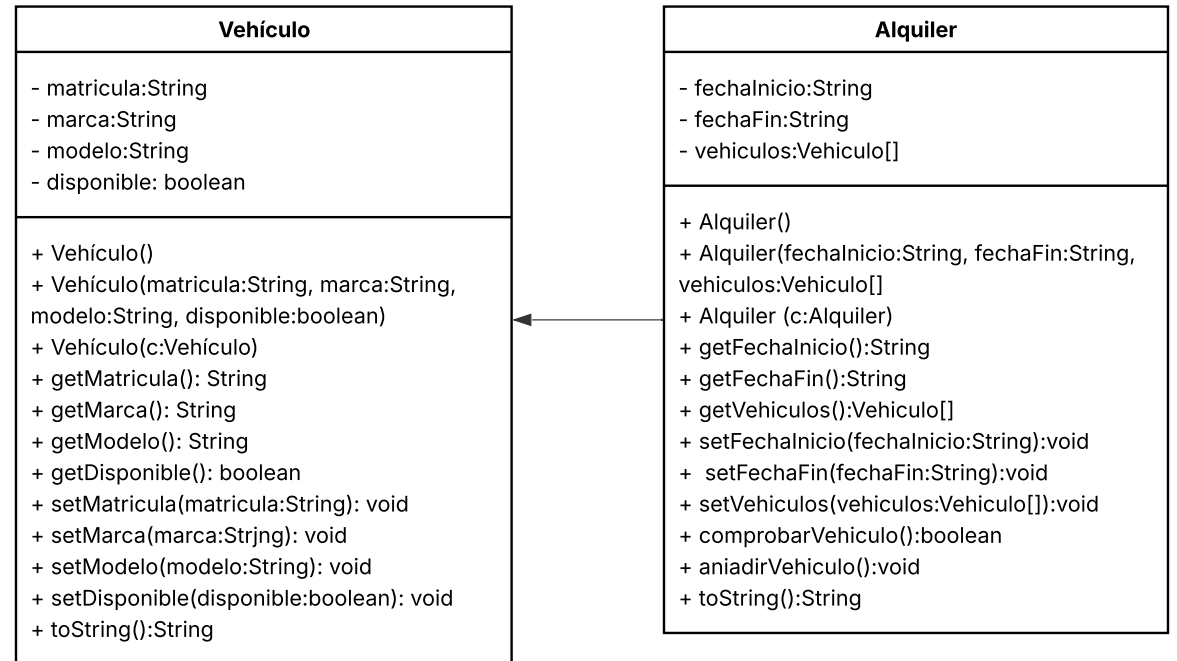 Vehículo
- matricula:String
- marca:String
- modelo:String
- disponible: boolean
+ Vehículo()
+ Vehículo(matricula:String, marca:String,
modelo:String, disponible:boolean)
+ Vehículo(c:Vehículo)
+ getMatricula(): String
+ getMarca(): String
+ getModelo(): String
+ getDisponible(): boolean
+ setMatricula(matricula:String): void
+ setMarca(marca:Strjng): void
+ setModelo(modelo:String): void
+ setDisponible(disponible:boolean): void
+ toString():String
Alquiler
- fechaInicio:String
- fechaFin:String
- vehiculos:Vehiculo[]
+ Alquiler()
+ Alquiler(fechaInicio:String, fechaFin:String,
vehiculos:Vehiculo[]
+ Alquiler (c:Alquiler)
+ getFechaInicio():String
+ getFechaFin():String
+ getVehiculos():Vehiculo[]
+ setFechaInicio(fechaInicio:String):void
+  setFechaFin(fechaFin:String):void
+ setVehiculos(vehiculos:Vehiculo[]):void
+ comprobarVehiculo():boolean
+ aniadirVehiculo():void
+ toString():String